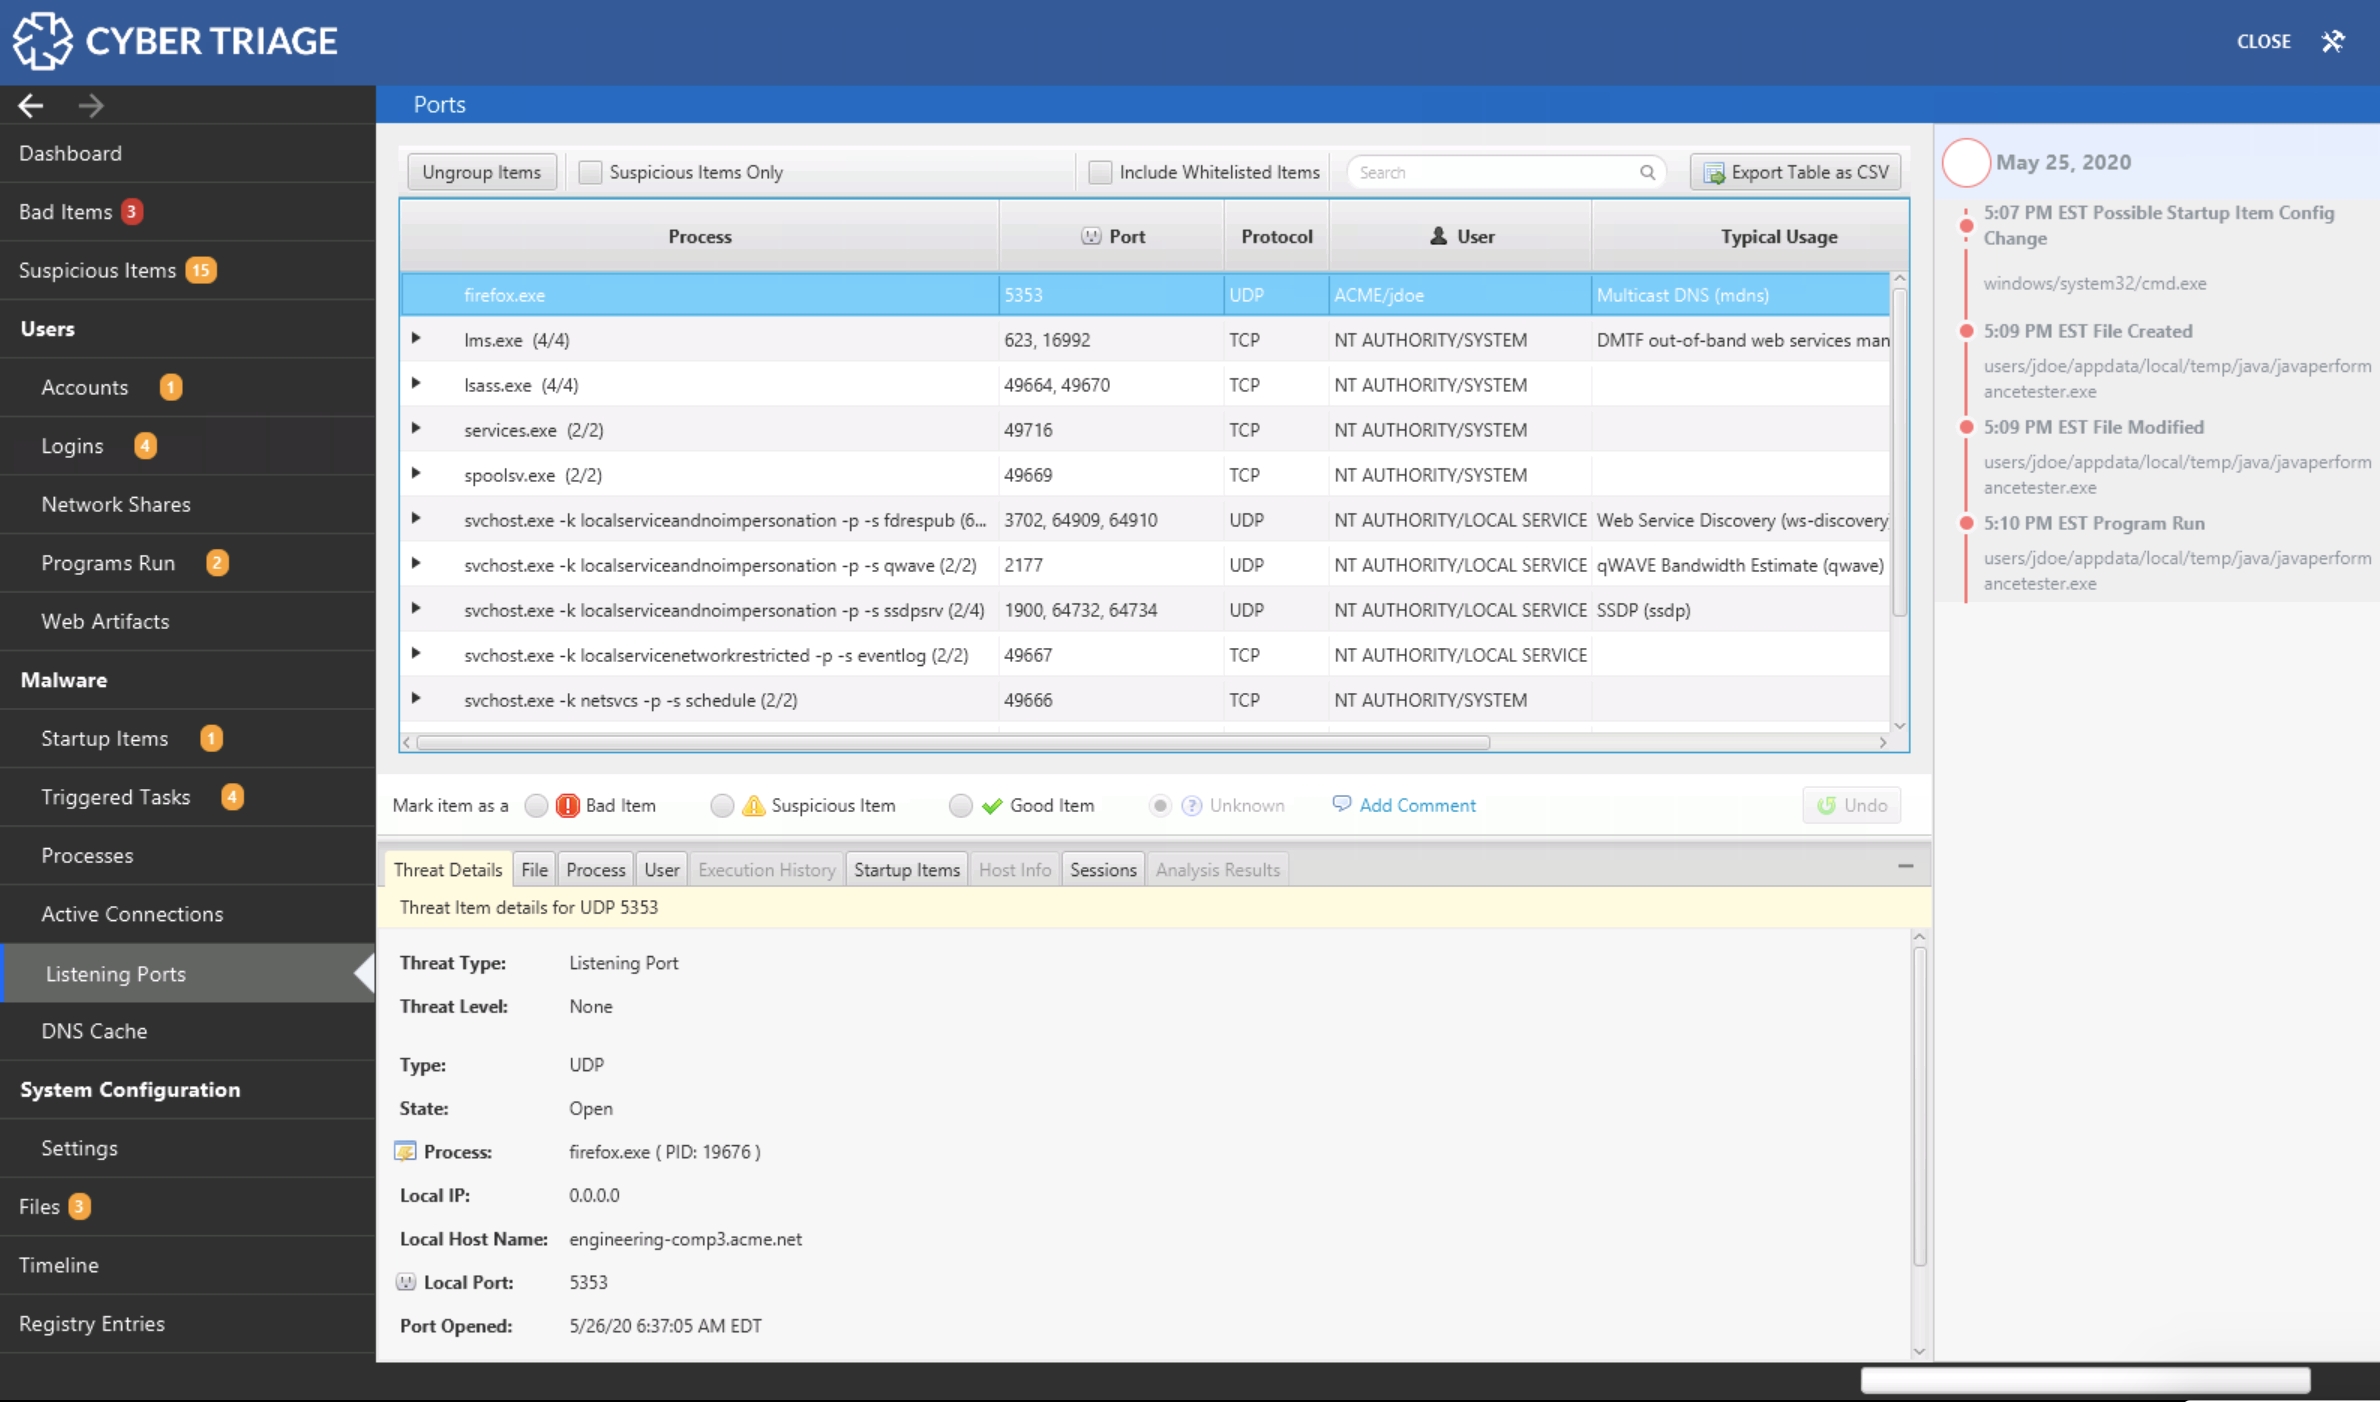 CYBER TRIAGE
CLOSE
Dashboard
Bad Items 3
Suspicious Items 15
Users
Accounts 1
Logins 4
Network Shares
Programs Run 2
Web Artifacts
Malware
Startup Items 1
Triggered Tasks 4
Processes
Active Connections
Listening Ports
DNS Cache
System Configuration
Settings
Files 3
Timeline
Registry Entries
Ports
Ungroup Items Suspicious Items Only Include Whitelisted Items Search Export Table as CSV
Process Port Protocol User Typical Usage
firefox.exe 5353 UDP ACME/jdoe Multicast DNS (mdns)
lms.exe (4/4) 623, 16992 TCP NT AUTHORITY/SYSTEM DMTF out-of-band web services man
lsass.exe (4/4) 49664, 49670 TCP NT AUTHORITY/SYSTEM
services.exe (2/2) 49716 TCP NT AUTHORITY/SYSTEM
spoolsv.exe (2/2) 49669 TCP NT AUTHORITY/SYSTEM
svchost.exe -k localserviceandnoimpersonation -p -s fdrespub (6... 3702, 64909, 64910 UDP NT AUTHORITY/LOCAL SERVICE Web Service Discovery (ws-discovery
svchost.exe -k localserviceandnoimpersonation -p -s qwave (2/2) 2177 UDP NT AUTHORITY/LOCAL SERVICE qWAVE Bandwidth Estimate (qwave)
svchost.exe -k localserviceandnoimpersonation -p -s ssdpsrv (2/4) 1900, 64732, 64734 UDP NT AUTHORITY/LOCAL SERVICE SSDP (ssdp)
svchost.exe -k localservicenetworkrestricted -p -s eventlog (2/2) 49667 TCP NT AUTHORITY/LOCAL SERVICE
svchost.exe -k netsvcs -p -s schedule (2/2) 49666 TCP NT AUTHORITY/SYSTEM
Mark item as a Bad Item Suspicious Item Good Item Unknown Add Comment Undo
Threat Details File Process User Execution History Startup Items Host Info Sessions Analysis Results
Threat Item details for UDP 5353
Threat Type: Listening Port
Threat Level: None
Type: UDP
State: Open
Process: firefox.exe ( PID: 19676 )
Local IP: 0.0.0.0
Local Host Name: engineering-comp3.acme.net
Local Port: 5353
Port Opened: 5/26/20 6:37:05 AM EDT
May 25, 2020
5:07 PM EST Possible Startup Item Config
Change
windows/system32/cmd.exe
5:09 PM EST File Created
users/jdoe/appdata/local/temp/java/javaperform
ancetester.exe
5:09 PM EST File Modified
users/jdoe/appdata/local/temp/java/javaperform
ancetester.exe
5:10 PM EST Program Run
users/jdoe/appdata/local/temp/java/javaperform
ancetester.exe